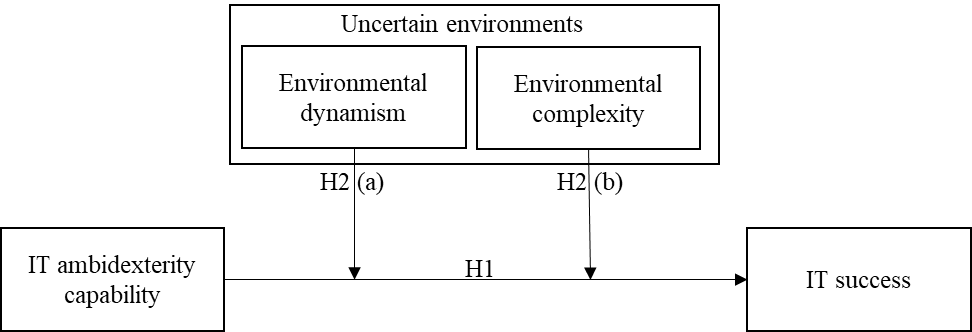 Uncertain environments
Environmental
dynamism
Environmental
complexity
H2 (a)
H2 (b)
IT ambidexterity
capability
H1
IT success